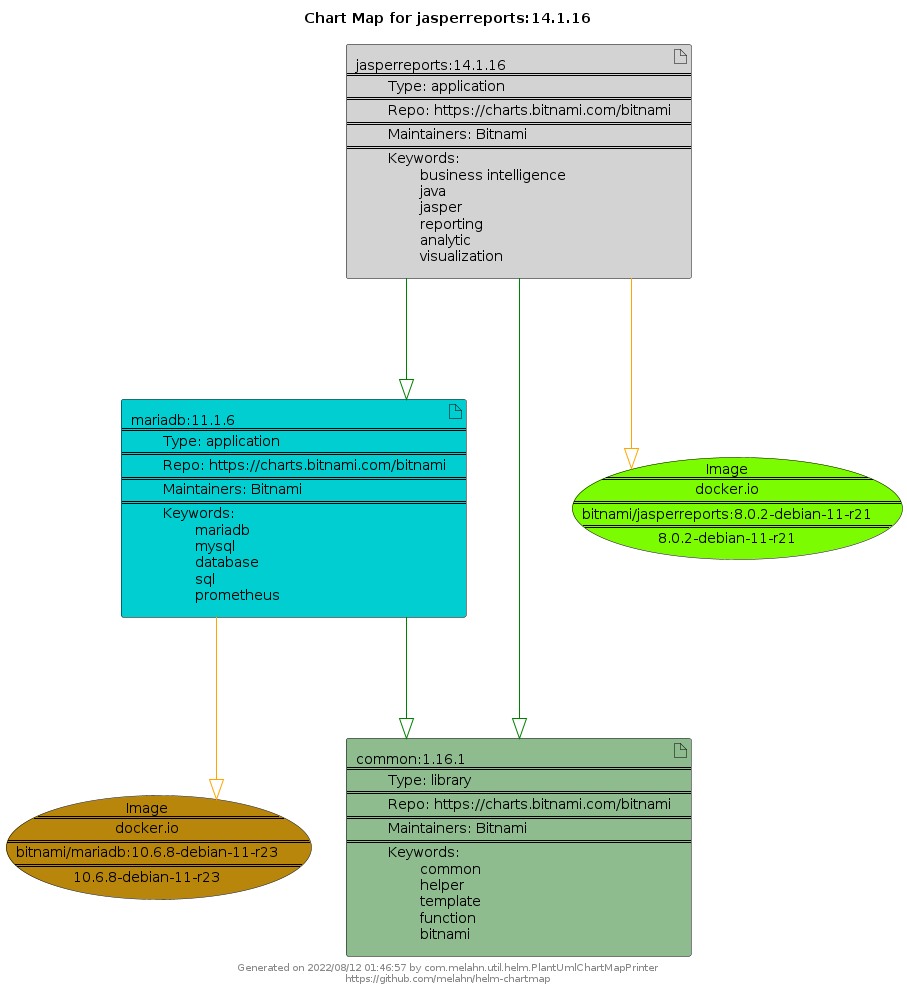 Chart Map for jasperreports:14.1.16
jasperreports:14.1.16
Type: application
Repo: https://charts.bitnami.com/bitnami
Maintainers: Bitnami
Keywords:
business intelligence
java
jasper
reporting
analytic
visualization
mariadb:11.1.6
Type: application
Repo: https://charts.bitnami.com/bitnami
Maintainers: Bitnami
Keywords:
mariadb
mysql
database
sql
prometheus
Image
docker.io
bitnami/jasperreports:8.0.2-debian-11-r21
8.0.2-debian-11-r21
Image
docker.io
bitnami/mariadb:10.6.8-debian-11-r23
10.6.8-debian-11-r23
common:1.16.1
Type: library
Repo: https://charts.bitnami.com/bitnami
Maintainers: Bitnami
Keywords:
common
helper
template
function
bitnami
Generated on 2022/08/12 01:46:57 by com.melahn.util.helm.PlantUmlChartMapPrinter
https://github.com/melahn/helm-chartmap